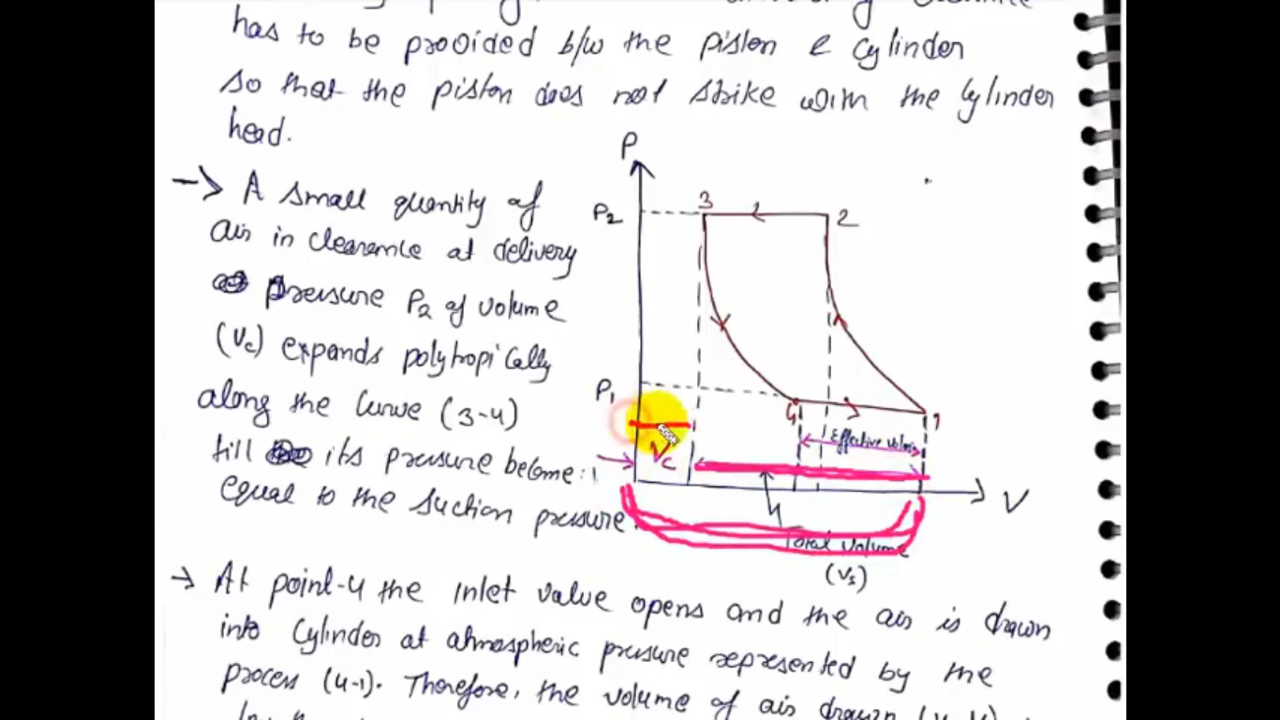 has to be provided b/w the piston & cylinder
so that the piston does not strike with the cylinder
head.
→ A small quantity of
air in clearance at delivery
pressure P2 of volume
(Vc) expands polytropically
along the curve (3-4)
till its pressure become
equal to the suction pressure.
P
P2
3
2
P1
4
1
Effective volum
Vc
V
Total volume
(Vs)
→ At point-4 the inlet valve opens and the air is drawn
into cylinder at atmospheric pressure represented by the
process (4-1). Therefore, the volume of air drawn